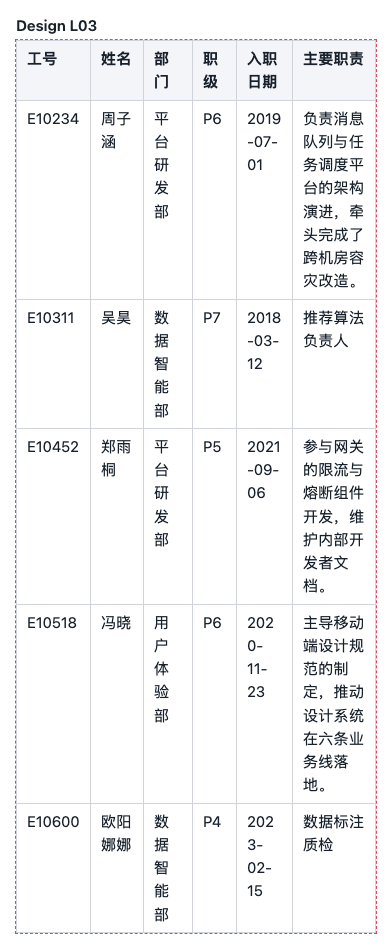 Design L03
工号 姓名 部门 职级 入职日期 主要职责
E10234 周子涵 平台研发部 P6 2019-07-01 负责消息队列与任务调度平台的架构演进，牵头完成了跨机房容灾改造。
E10311 吴昊 数据智能部 P7 2018-03-12 推荐算法负责人
E10452 郑雨桐 平台研发部 P5 2021-09-06 参与网关的限流与熔断组件开发，维护内部开发者文档。
E10518 冯晓 用户体验部 P6 2020-11-23 主导移动端设计规范的制定，推动设计系统在六条业务线落地。
E10600 欧阳娜娜 数据智能部 P4 2023-02-15 数据标注质检